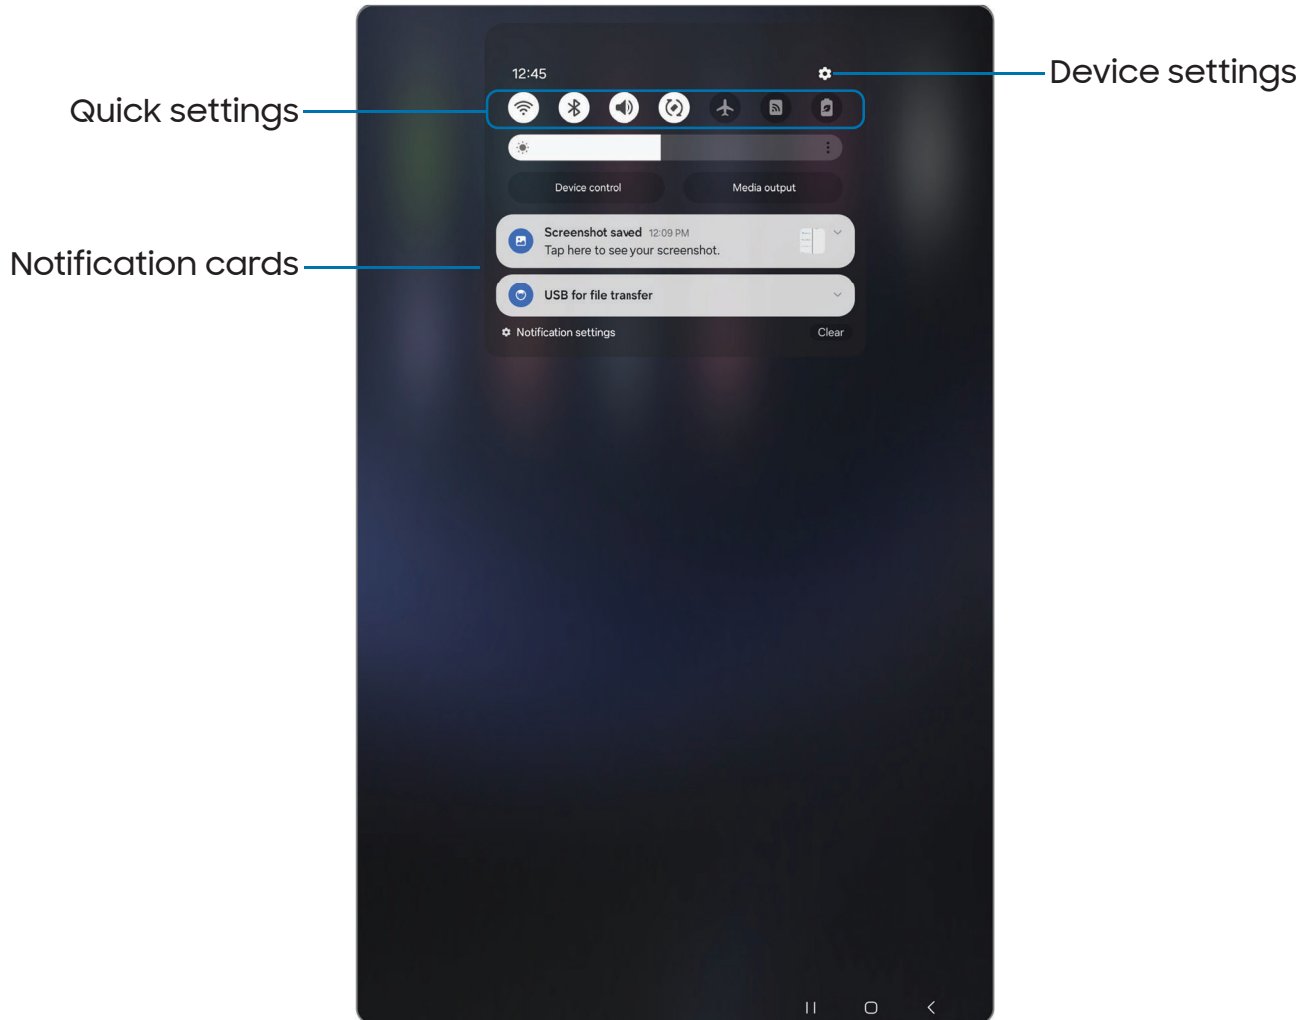 12:45
Device settings
Quick settings
Device control
Media output
Screenshot saved 12:09 PM
Tap here to see your screenshot.
Notification cards
USB for file transfer
Notification settings
Clear